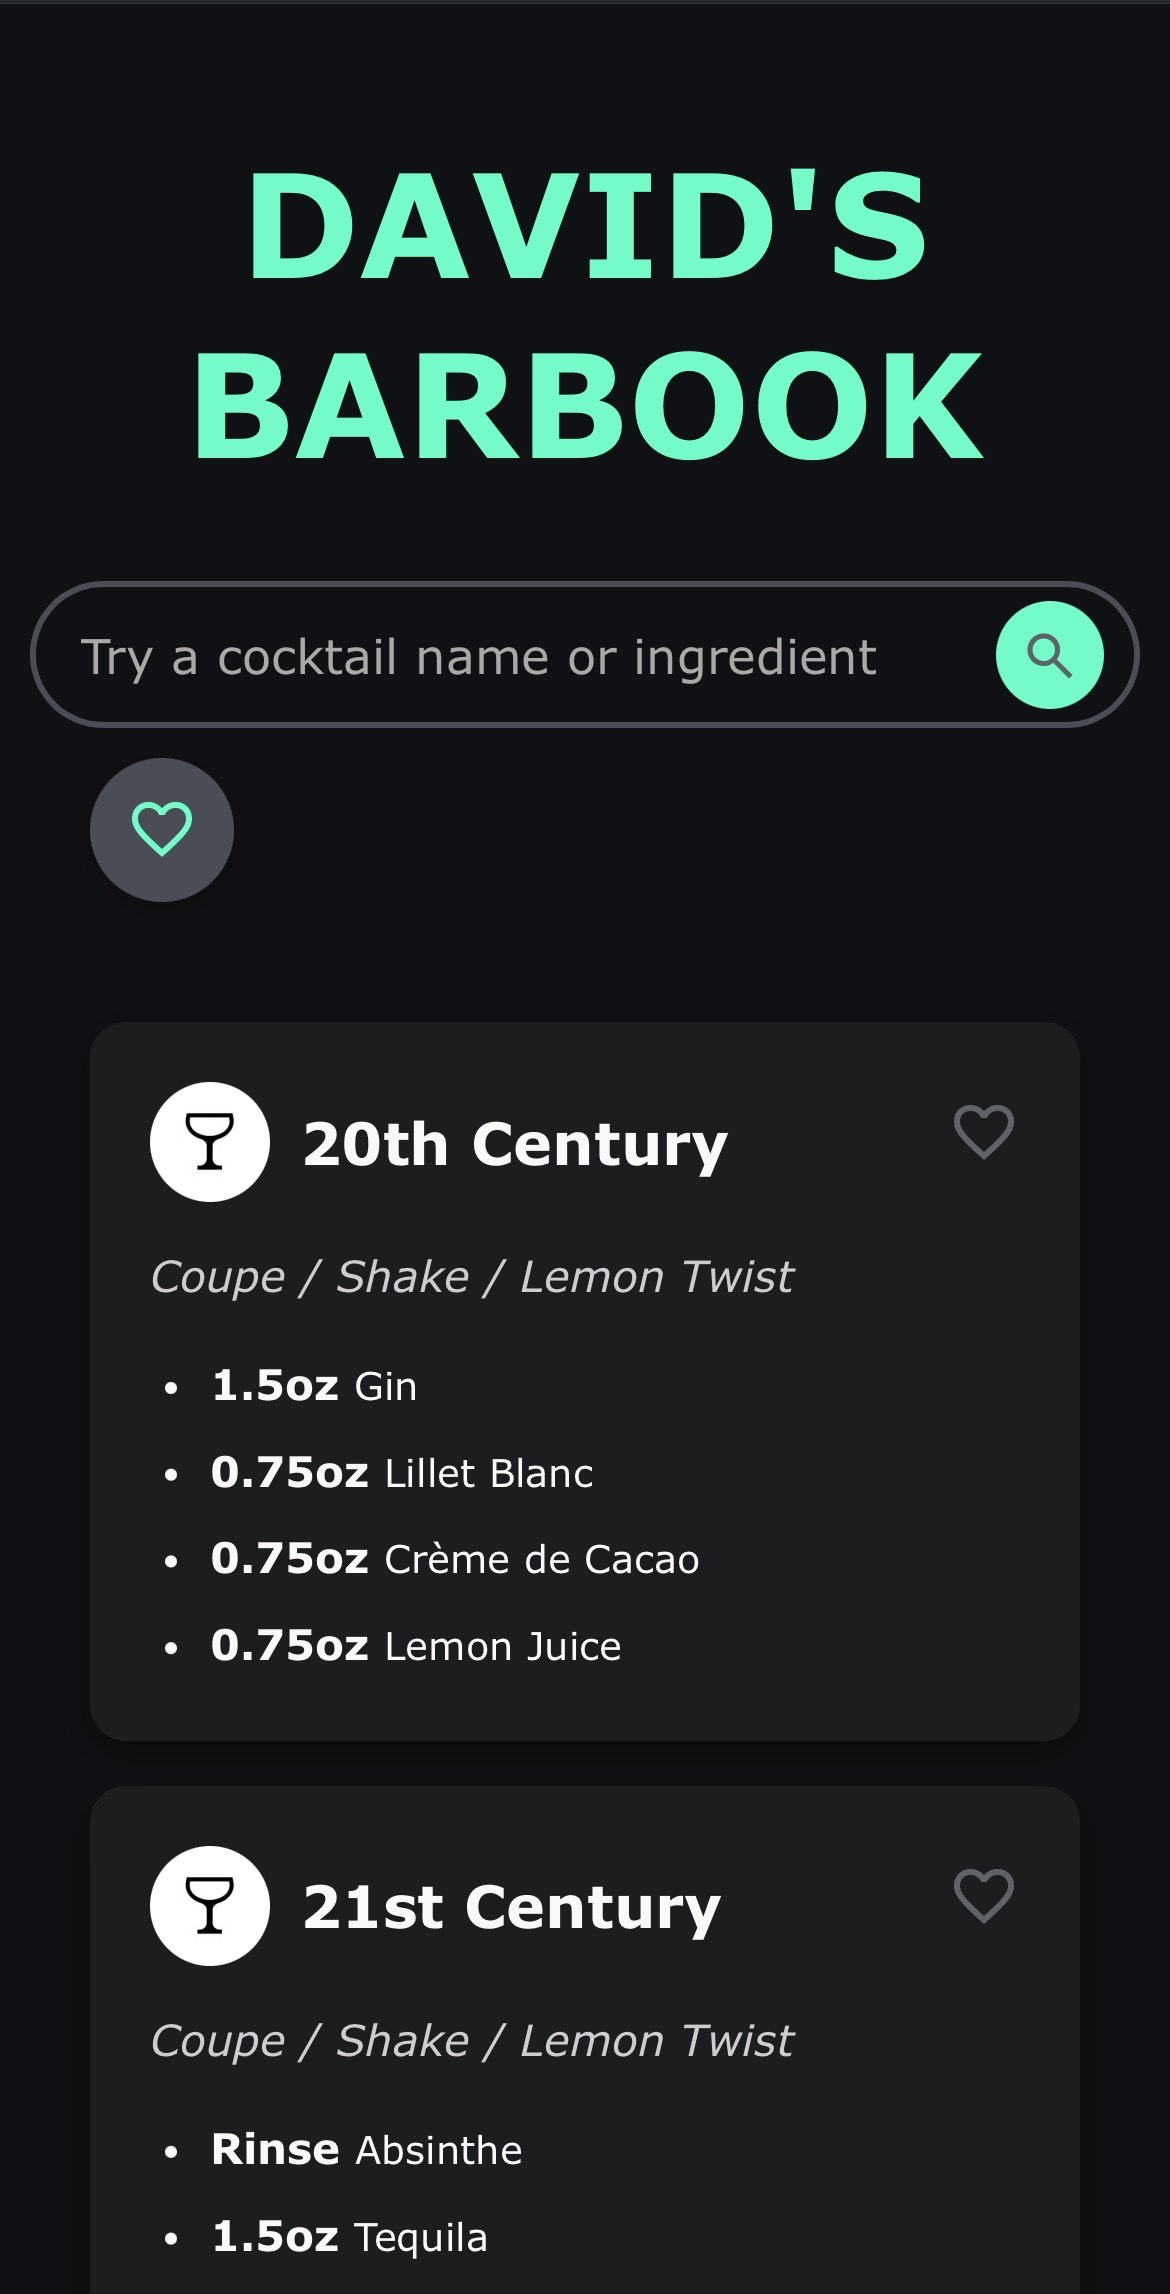 DAVID'S
BARBOOK
Try a cocktail name or ingredient
20th Century
Coupe / Shake / Lemon Twist
• 1.5oz Gin
• 0.75oz Lillet Blanc
• 0.75oz Crème de Cacao
• 0.75oz Lemon Juice
21st Century
Coupe / Shake / Lemon Twist
• Rinse Absinthe
• 1.5oz Tequila